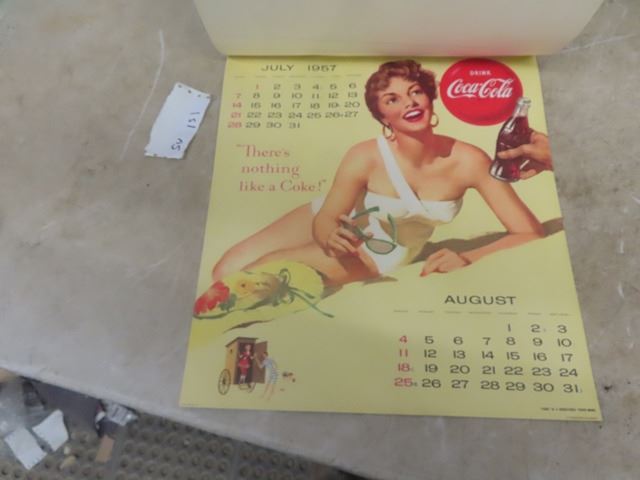 JULY 1957
1 2 3 4 5 6
7 8 9 10 11 12 13
14 15 16 17 18 19 20
21 22 23 24 25 26 27
28 29 30 31
DRINK
Coca-Cola
"There's
nothing
like a Coke!"
AUGUST
1 2 3
4 5 6 7 8 9 10
11 12 13 14 15 16 17
18 19 20 21 22 23 24
25 26 27 28 29 30 31